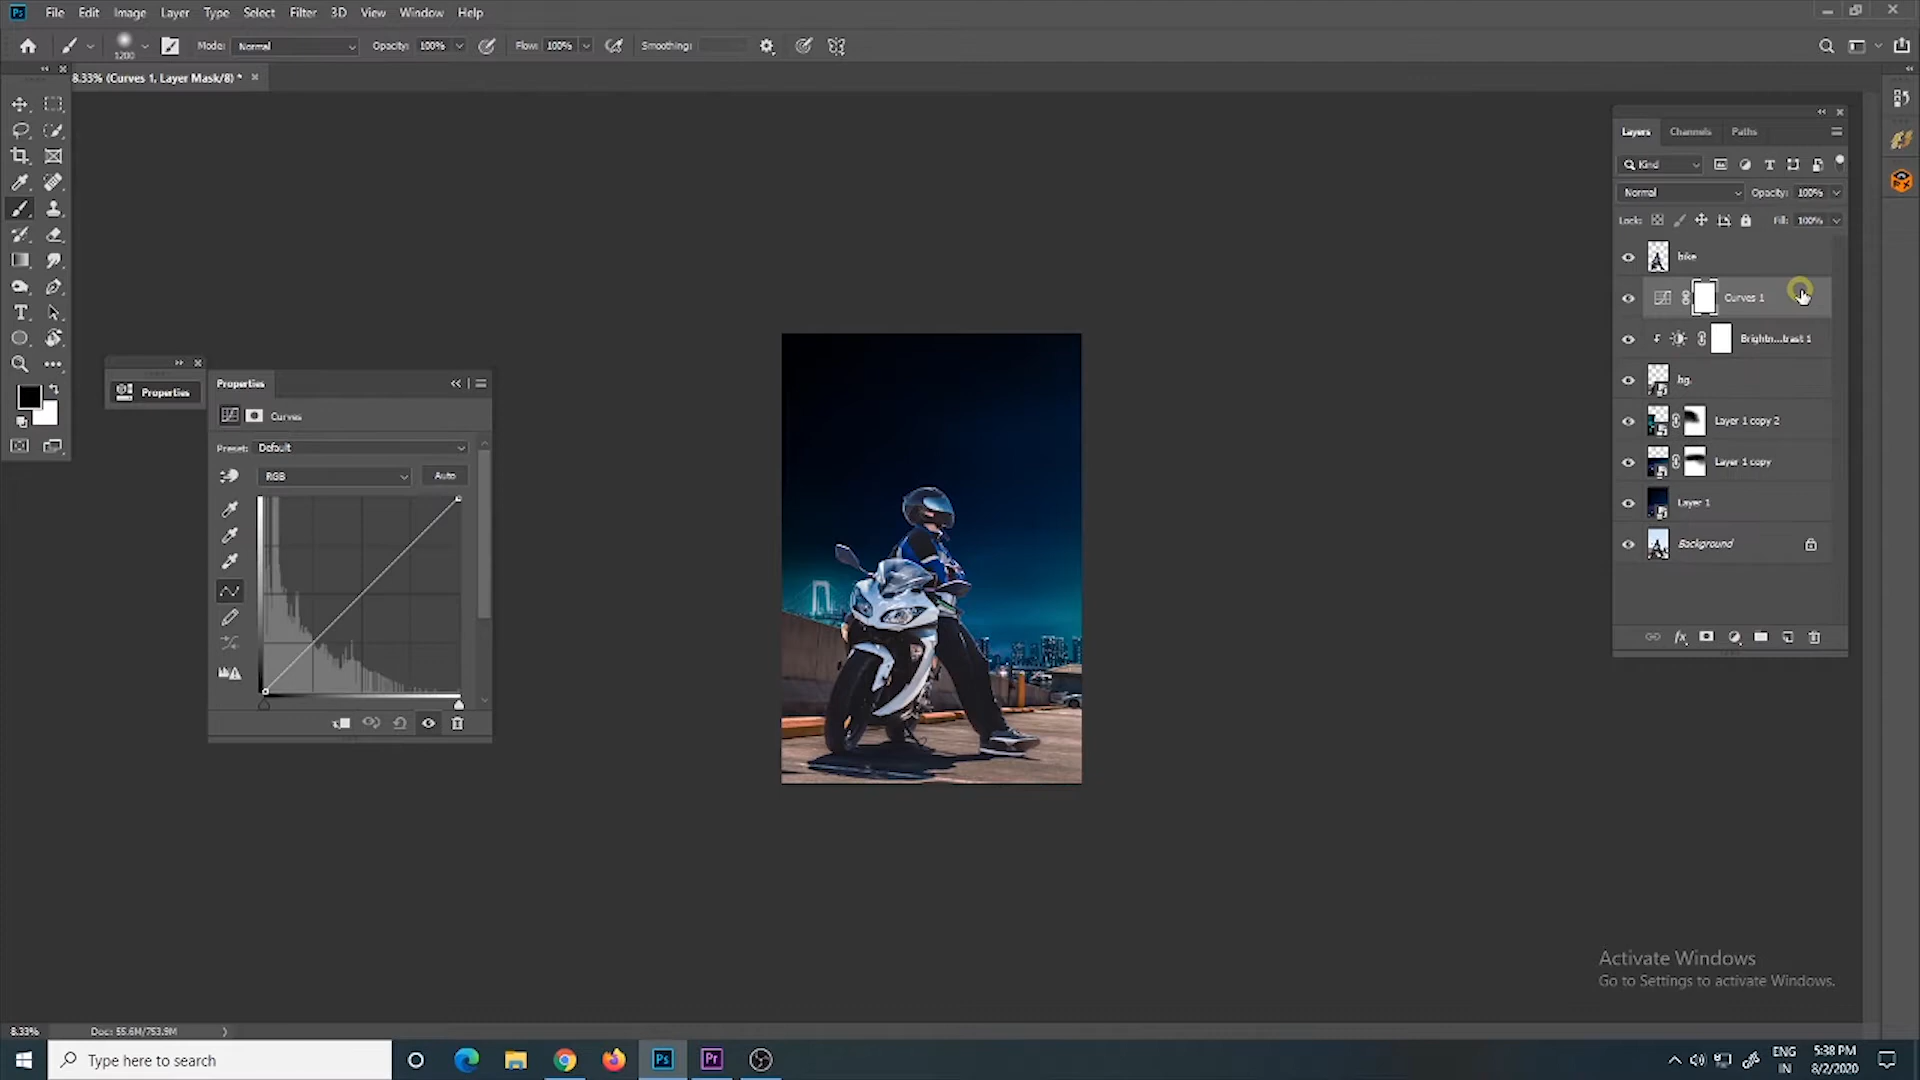 Ps File Edit Image Layer Type Select Filter 3D View Window Help
1200 Mode: Normal Opacity: 100% Flow: 100% Smoothing:
8.33% (Curves 1, Layer Mask/8) *
Layers Channels Paths
Kind
Normal Opacity: 100%
Lock: Fill: 100%
bike
Curves 1
Brightn...trast 1
bg
Layer 1 copy 2
Layer 1 copy
Layer 1
Background
Properties
Properties
Curves
Preset: Default
RGB Auto
Activate Windows
Go to Settings to activate Windows.
8.33% Doc: 55.6M/753.9M
Type here to search
Ps Pr
ENG
IN
5:38 PM
8/2/2020